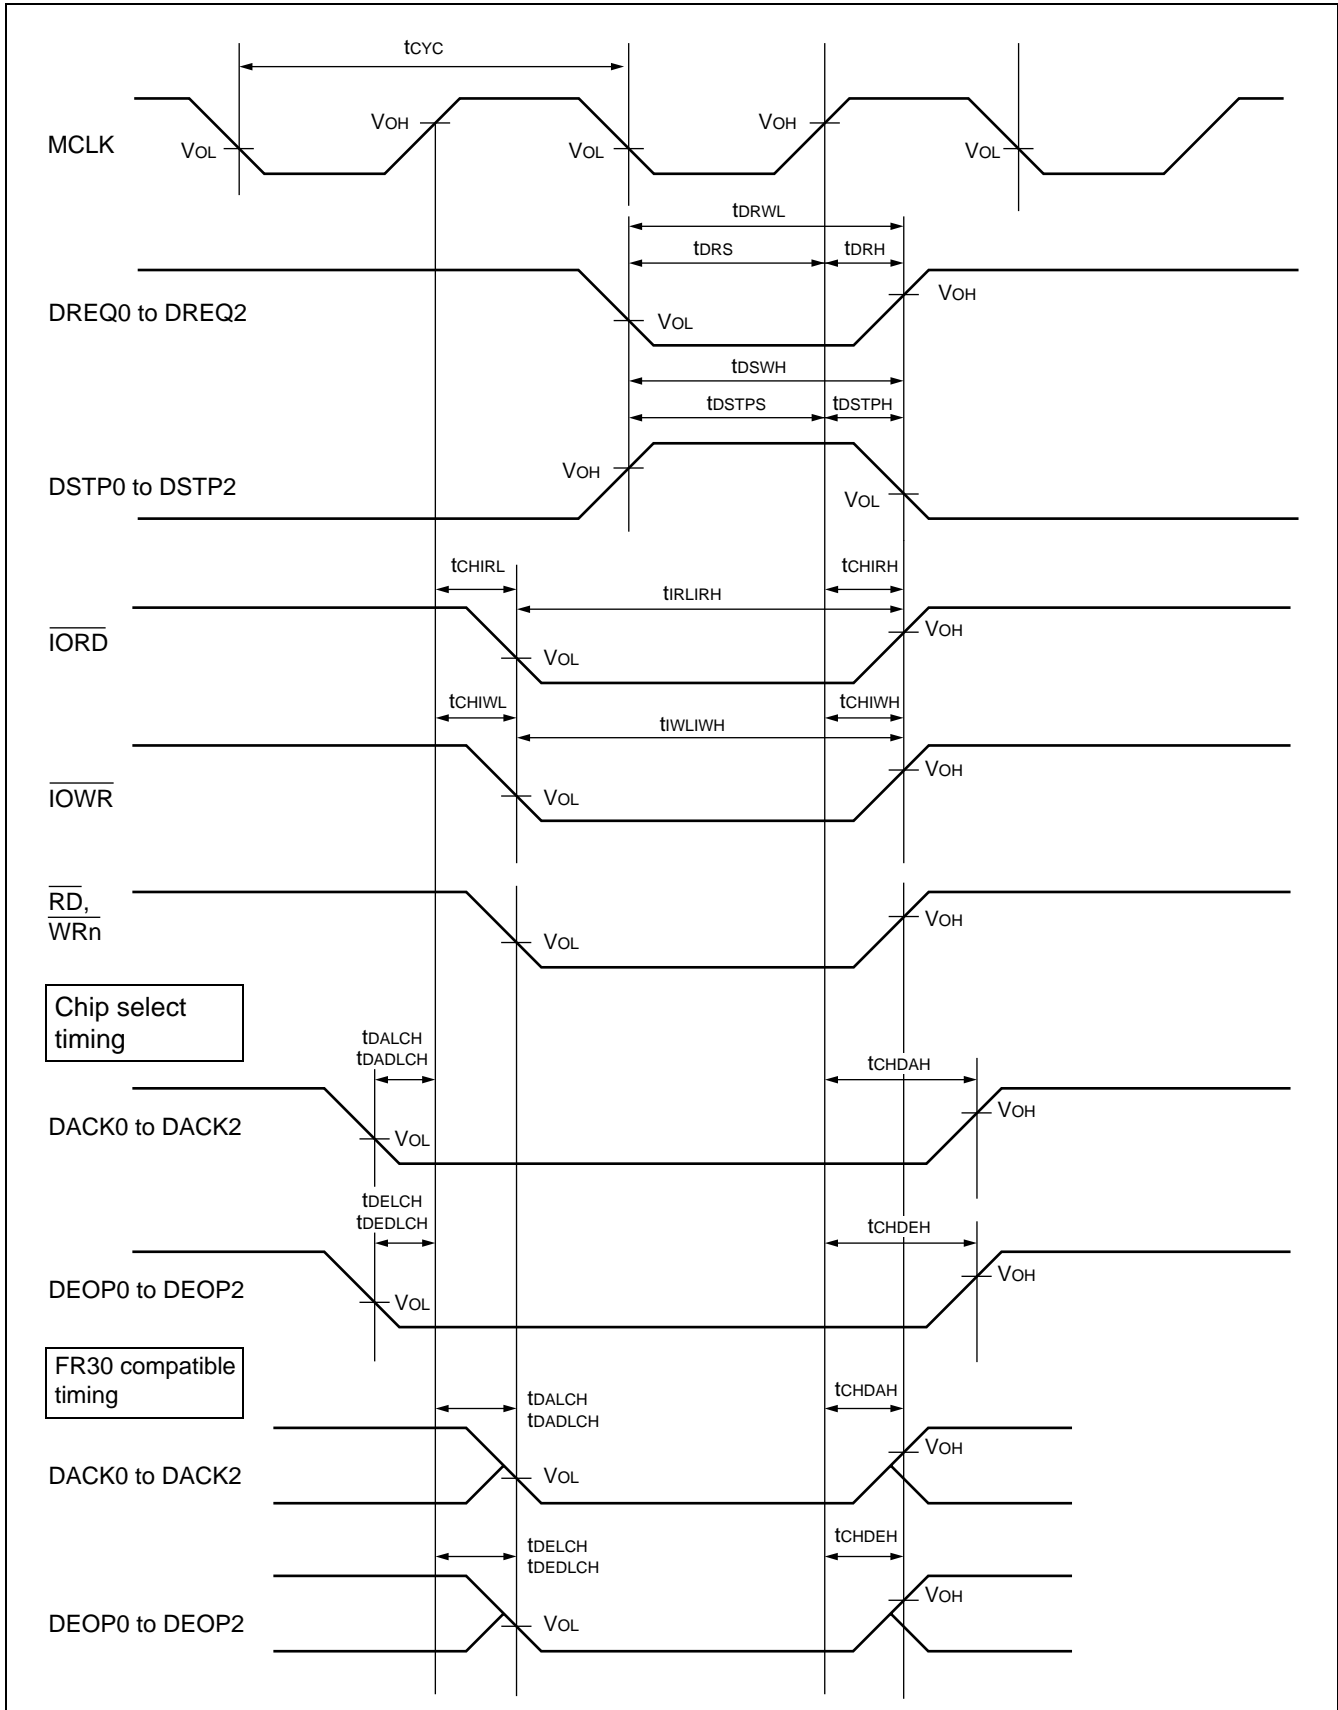 tCYC
VOH
VOH
MCLK
VOL
VOL
VOL
tDRWL
tDRS
tDRH
VOH
DREQ0 to DREQ2
VOL
tDSWH
tDSTPS
tDSTPH
VOH
DSTP0 to DSTP2
VOL
tCHIRL
tCHIRH
tIRLIRH
IORD
VOH
VOL
tCHIWL
tCHIWH
tIWLIWH
VOH
IOWR
VOL
RD,
WRn
VOH
VOL
Chip select
timing
tDALCH
tDADLCH
tCHDAH
VOH
DACK0 to DACK2
VOL
tDELCH
tDEDLCH
tCHDEH
VOH
DEOP0 to DEOP2
VOL
FR30 compatible
timing
tDALCH
tDADLCH
tCHDAH
VOH
DACK0 to DACK2
VOL
tDELCH
tDEDLCH
tCHDEH
VOH
DEOP0 to DEOP2
VOL